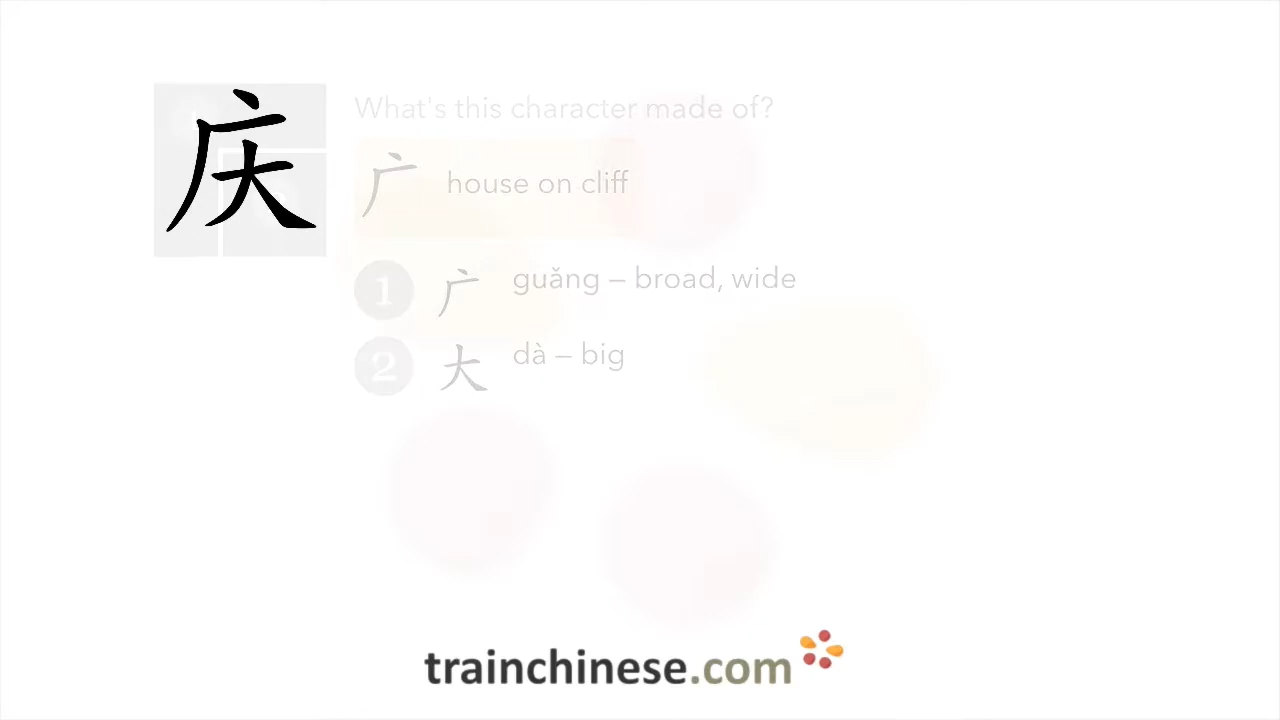 庆
What's this character made of?
广 house on cliff
1 广 guǎng – broad, wide
2 大 dà – big
trainchinese.com